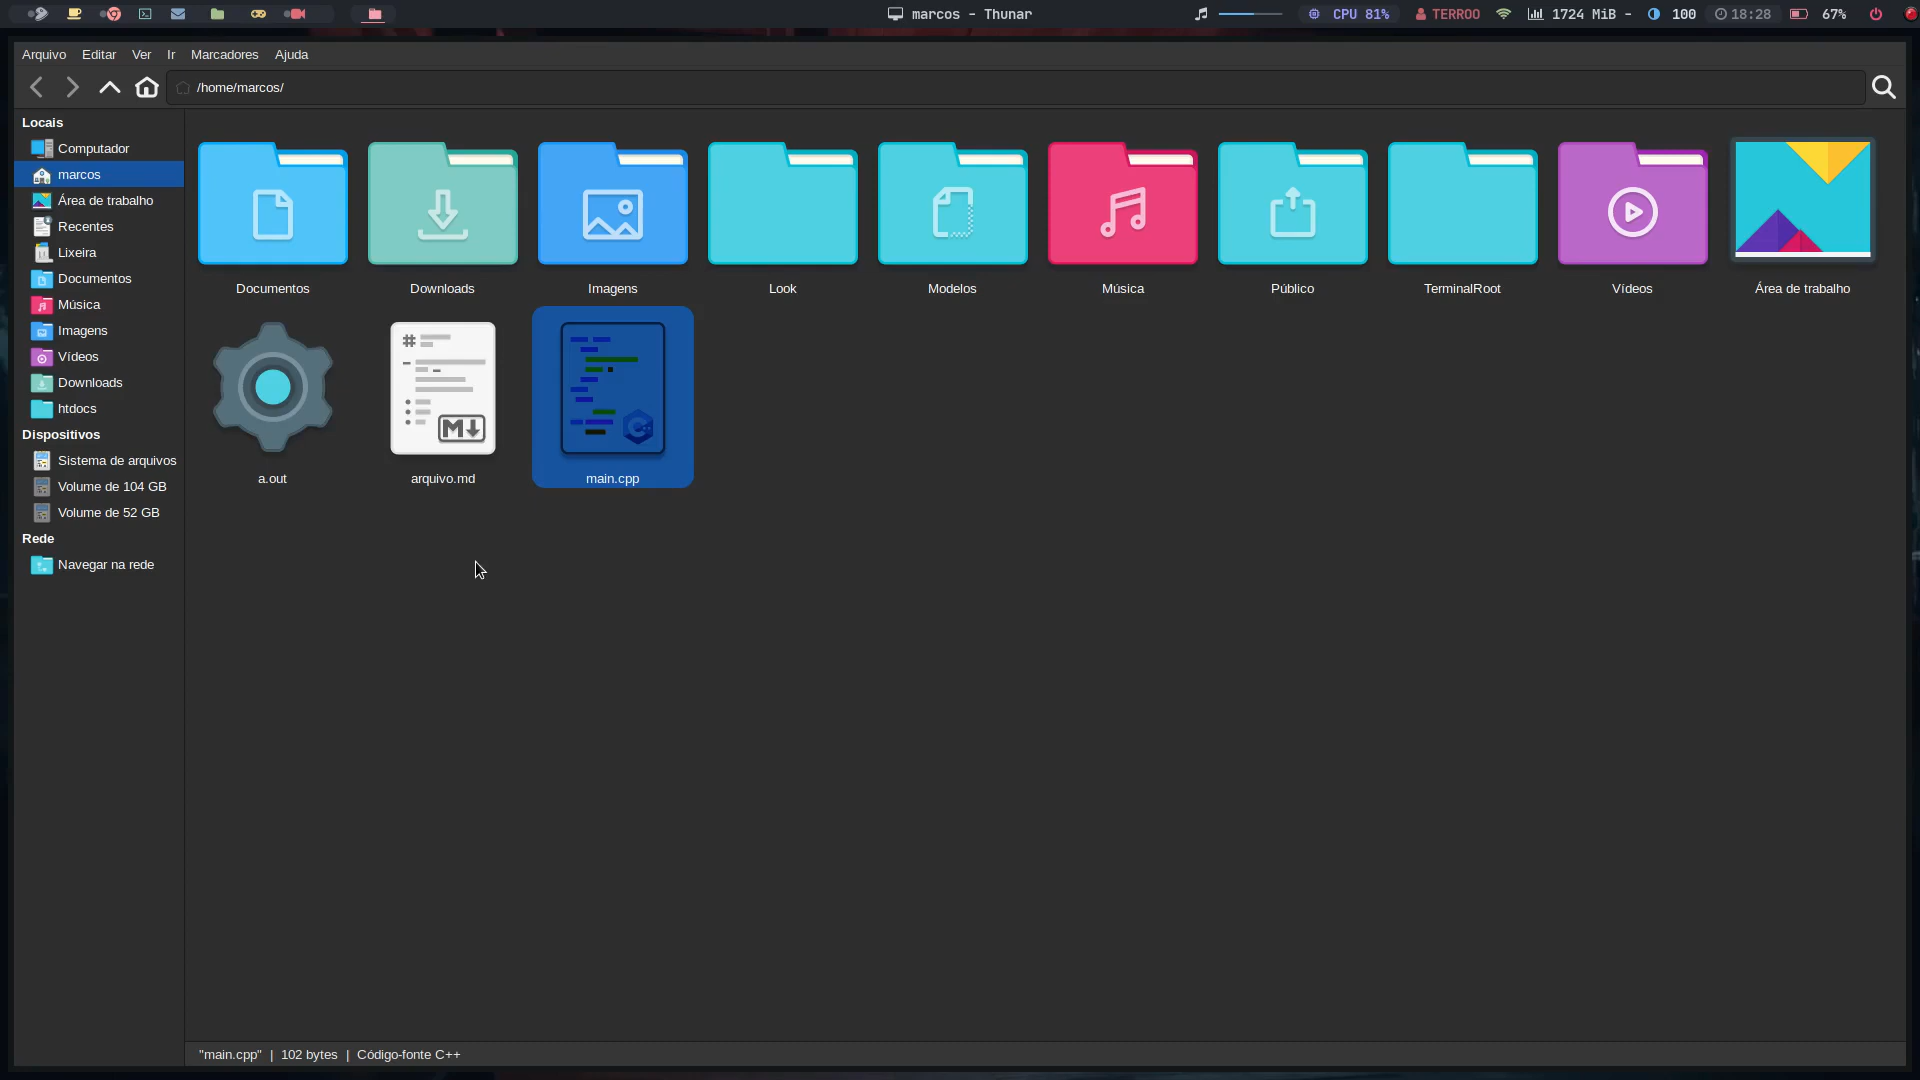 marcos - Thunar
CPU 81%
TERROO
1724 MiB -
100
18:28
67%
Arquivo Editar Ver Ir Marcadores Ajuda
/home/marcos/
Locais
Computador
marcos
Área de trabalho
Recentes
Lixeira
Documentos
Música
Imagens
Vídeos
Downloads
htdocs
Dispositivos
Sistema de arquivos
Volume de 104 GB
Volume de 52 GB
Rede
Navegar na rede
Documentos Downloads Imagens Look Modelos Música Público TerminalRoot Vídeos Área de trabalho
a.out arquivo.md main.cpp
"main.cpp" | 102 bytes | Código-fonte C++